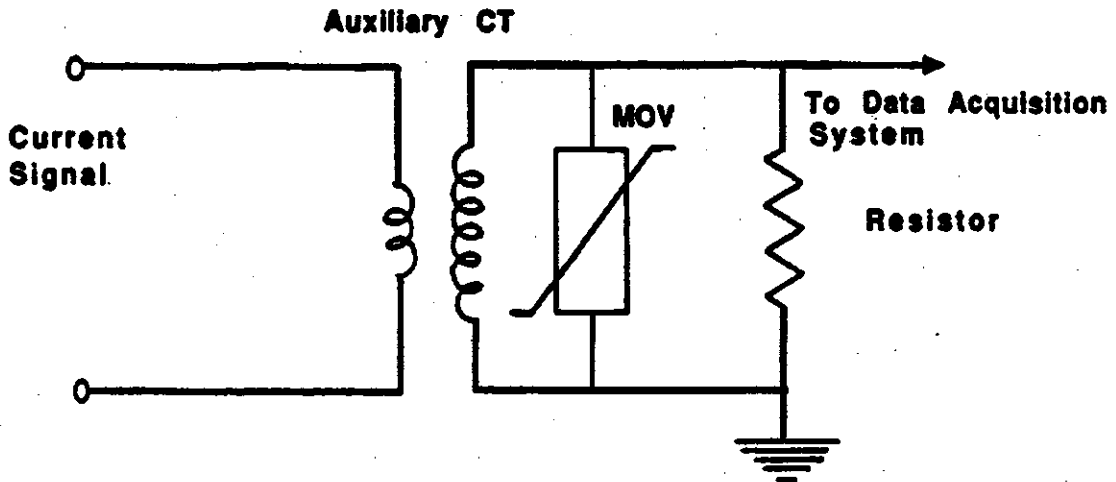 Auxiliary CT
MOV
To Data Acquisition
System
Current
Signal
Resistor